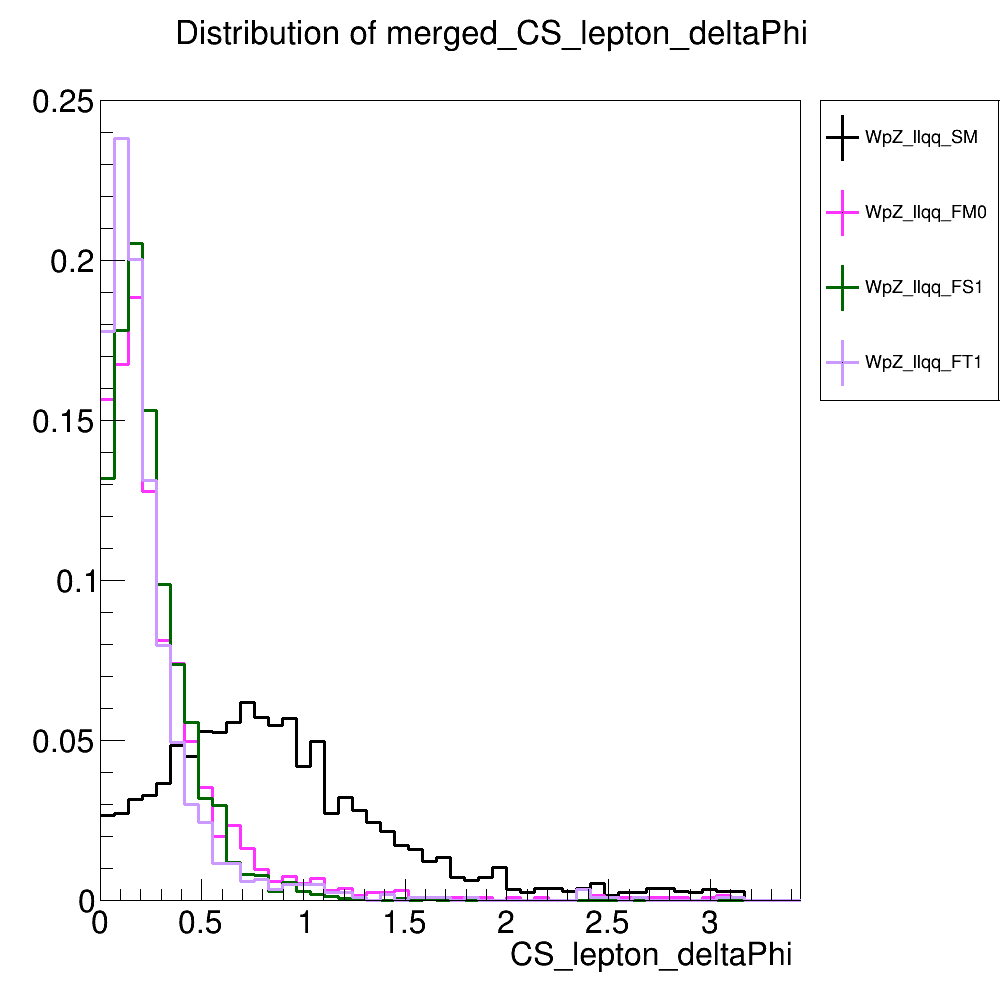 Distribution of merged_CS_lepton_deltaPhi
0.25
0.2
0.15
0.1
0.05
0
0 0.5 1 1.5 2 2.5 3
CS_lepton_deltaPhi
WpZ_llqq_SM
WpZ_llqq_FM0
WpZ_llqq_FS1
WpZ_llqq_FT1